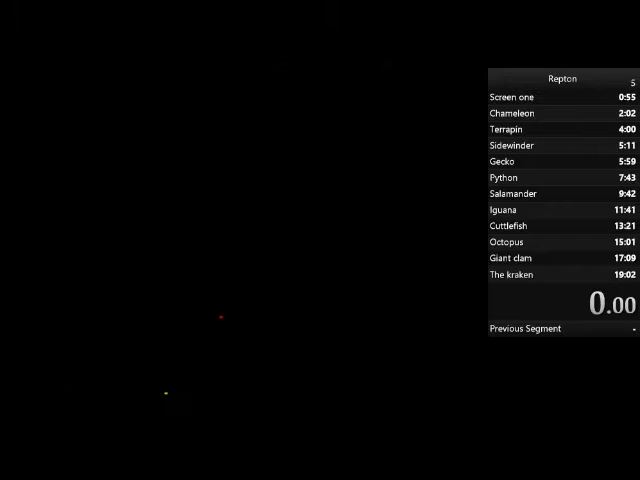 Repton
5
Screen one 0:55
Chameleon 2:02
Terrapin 4:00
Sidewinder 5:11
Gecko 5:59
Python 7:43
Salamander 9:42
Iguana 11:41
Cuttlefish 13:21
Octopus 15:01
Giant clam 17:09
The kraken 19:02
0.00
Previous Segment -